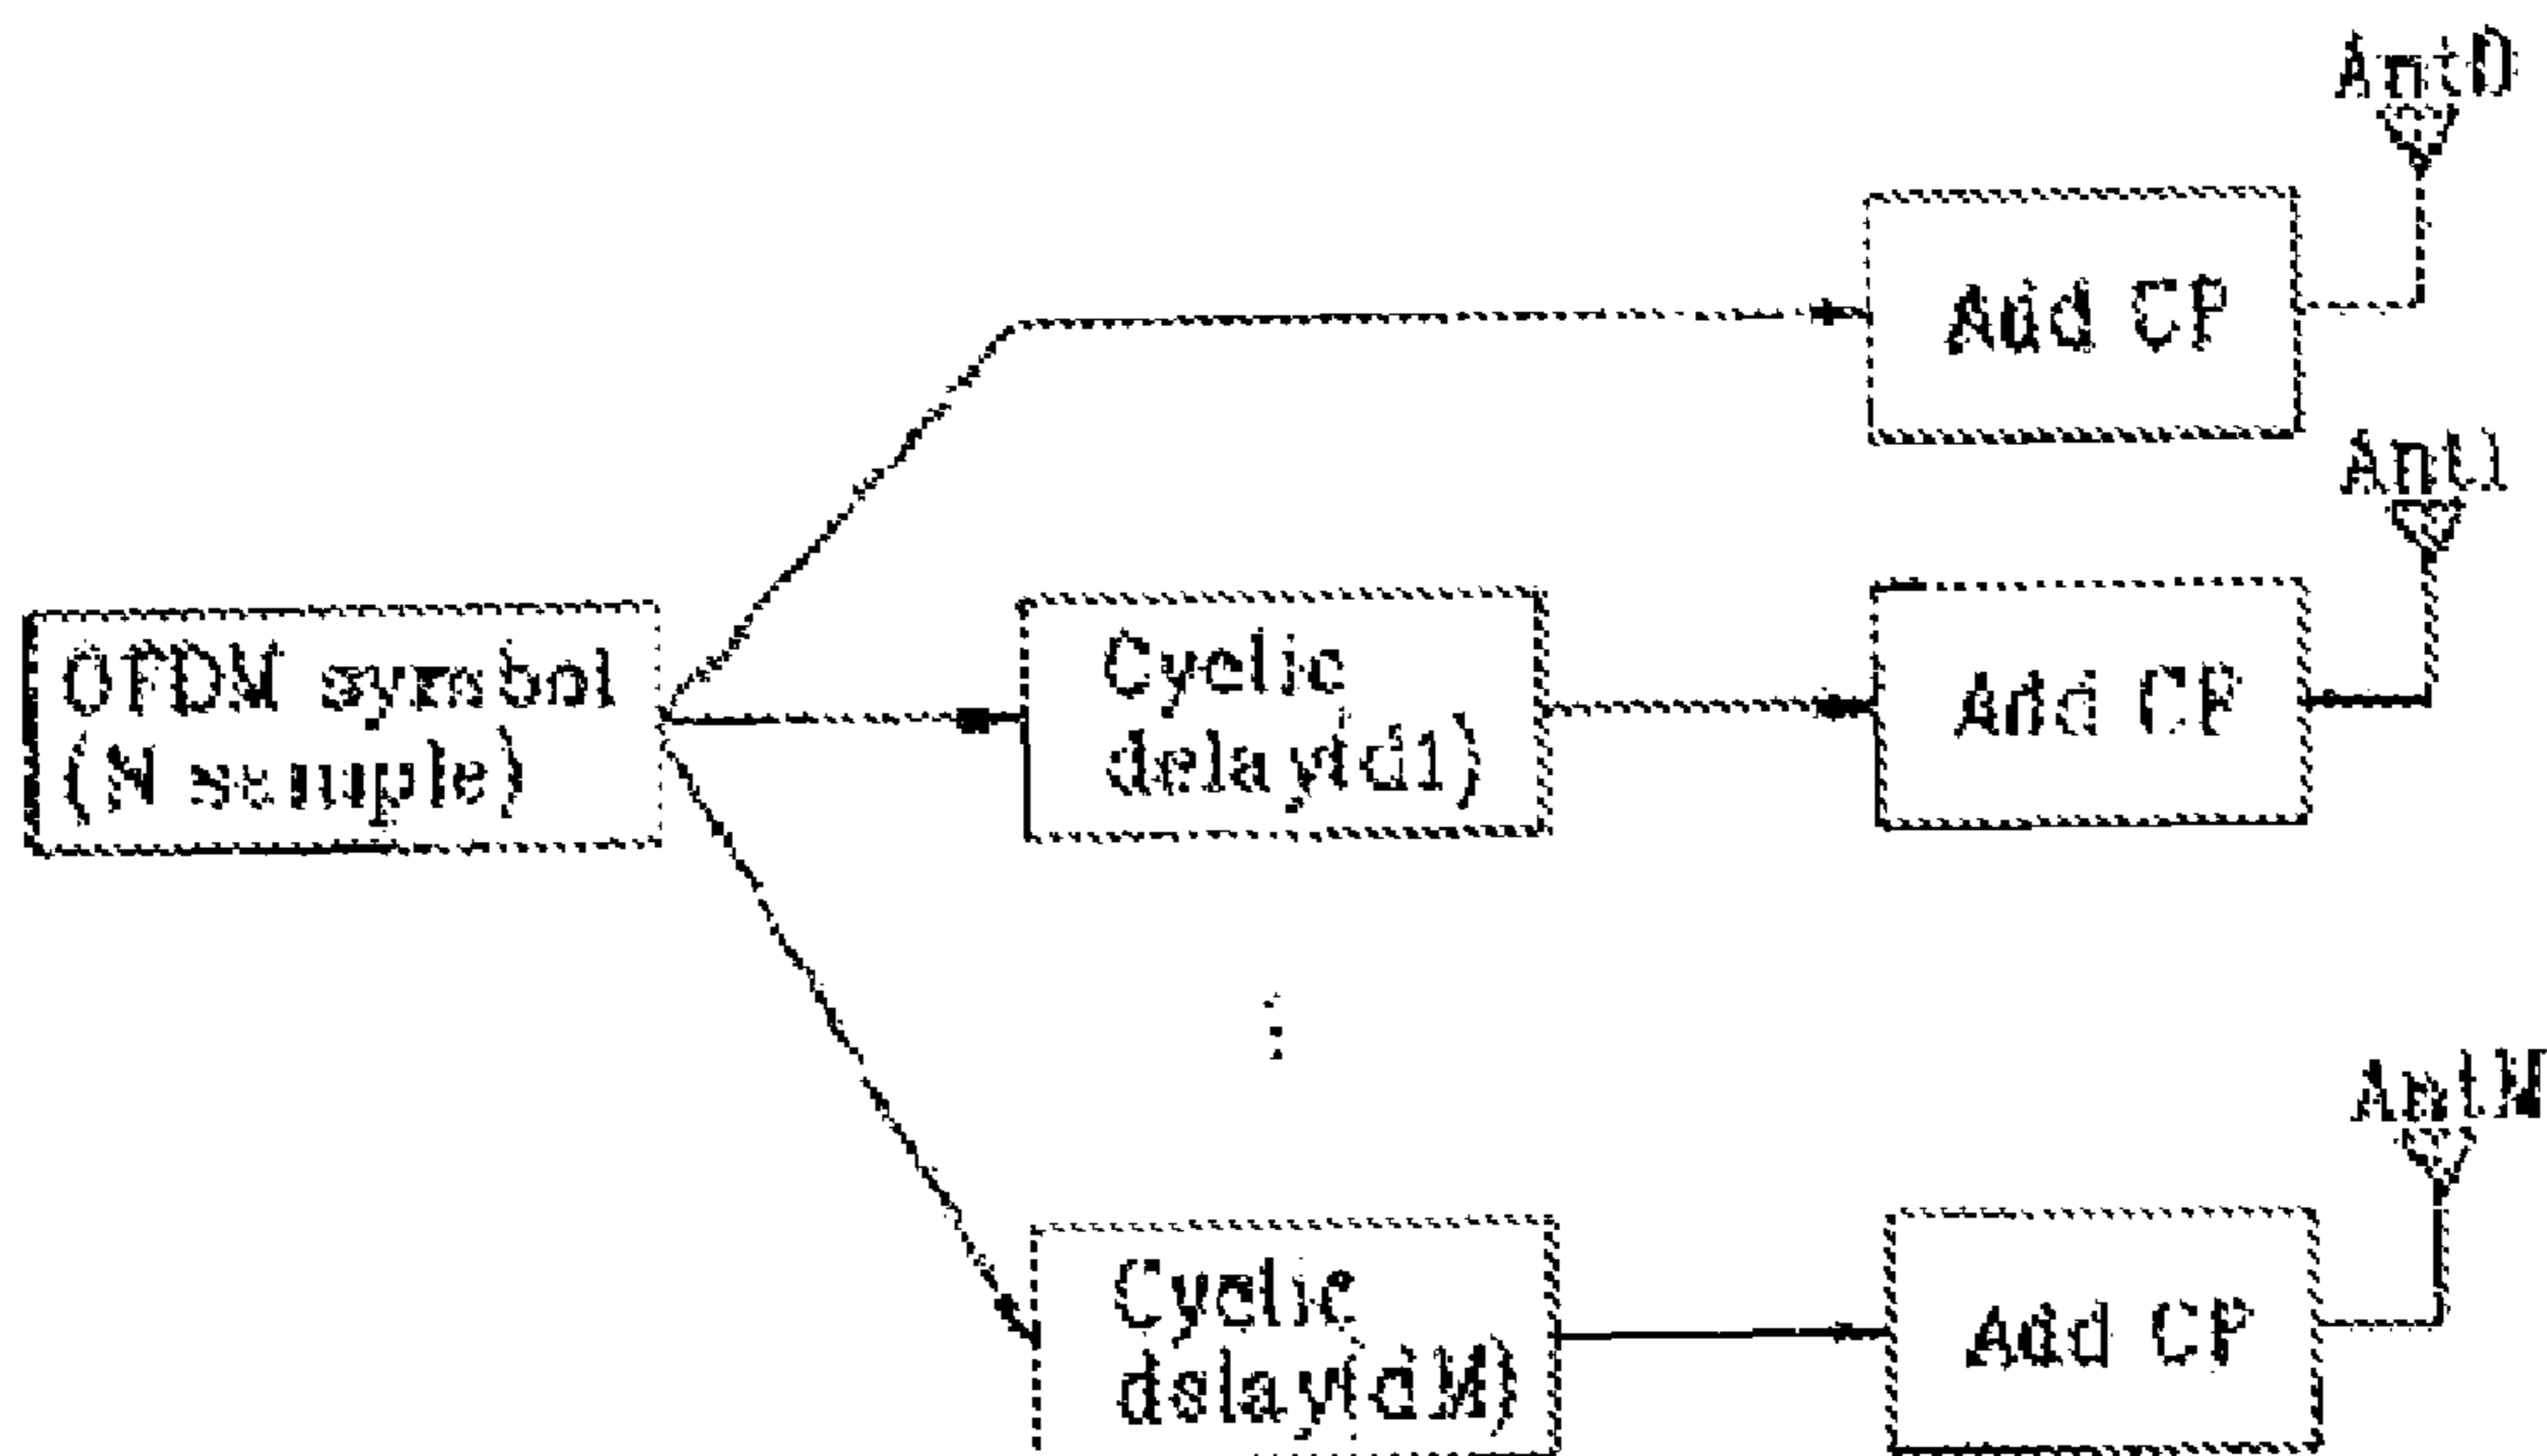 Ant0
Add CP
Ant1
OFDM symbol
(N sample)
Cyclic
delay(d1)
Add CP
⋮
AntM
Cyclic
delay(dM)
Add CP